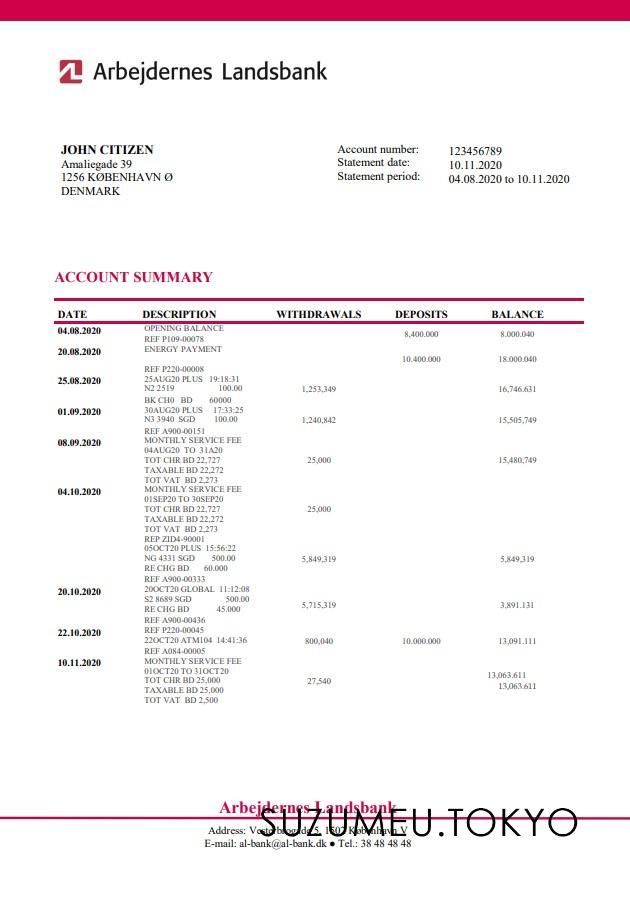 Arbejdernes Landsbank
JOHN CITIZEN
Amaliegade 39
1256 KØBENHAVN Ø
DENMARK
Account number: 123456789
Statement date: 10.11.2020
Statement period: 04.08.2020 to 10.11.2020
ACCOUNT SUMMARY
DATE DESCRIPTION WITHDRAWALS DEPOSITS BALANCE
04.08.2020 OPENING BALANCE
REF P109-00078 8,400.000 8.000.040
20.08.2020 ENERGY PAYMENT
10.400.000 18.000.040
REF P220-00008
25.08.2020 25AUG20 PLUS 19:18:31
N2 2519 100.00 1,253,349 16,746.631
BK CH0 BD 60000
01.09.2020 30AUG20 PLUS 17:33:25
N3 3940 SGD 100.00 1,240,842 15,505,749
REF A900-00151
08.09.2020 MONTHLY SERVICE FEE
04AUG20 TO 31A20
TOT CHR BD 22,727 25,000 15,480,749
TAXABLE BD 22,272
TOT VAT BD 2,273
04.10.2020 MONTHLY SERVICE FEE
01SEP20 TO 30SEP20
TOT CHR BD 22,727 25,000
TAXABLE BD 22,272
TOT VAT BD 2,273
REP ZID4-90001
05OCT20 PLUS 15:56:22
NG 4331 SGD 500.00 5,849,319 5,849,319
RE CHG BD 60.000
REF A900-00333
20.10.2020 20OCT20 GLOBAL 11:12:08
S2 8689 SGD 500.00
RE CHG BD 45.000 5,715,319 3,891.131
REF A900-00436
22.10.2020 REF P220-00045
22OCT20 ATM104 14:41:36 800,040 10.000.000 13,091.111
REF A084-00005
10.11.2020 MONTHLY SERVICE FEE
01OCT20 TO 31OCT20 13,063.611
TOT CHR BD 25,000 27,540
TAXABLE BD 25,000 13,063.611
TOT VAT BD 2,500
Arbejdernes Landsbank
SUZUMEU.TOKYO
Address: Vesterbrogade 5, 1502 København V
E-mail: al-bank@al-bank.dk ● Tel.: 38 48 48 48